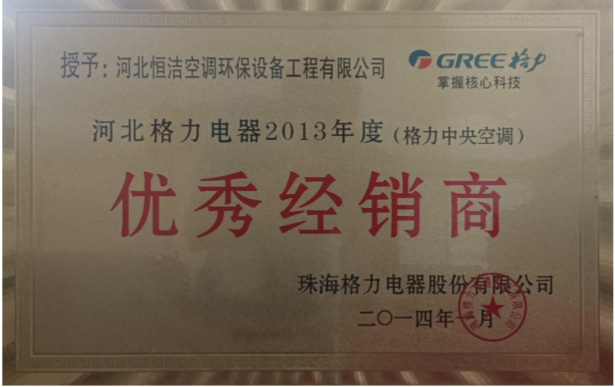 授予：河北恒洁空调环保设备工程有限公司
GREE格力
掌握核心科技
河北格力电器2013年度（格力中央空调）
优秀经销商
珠海格力电器股份有限公司
二〇一四年一月